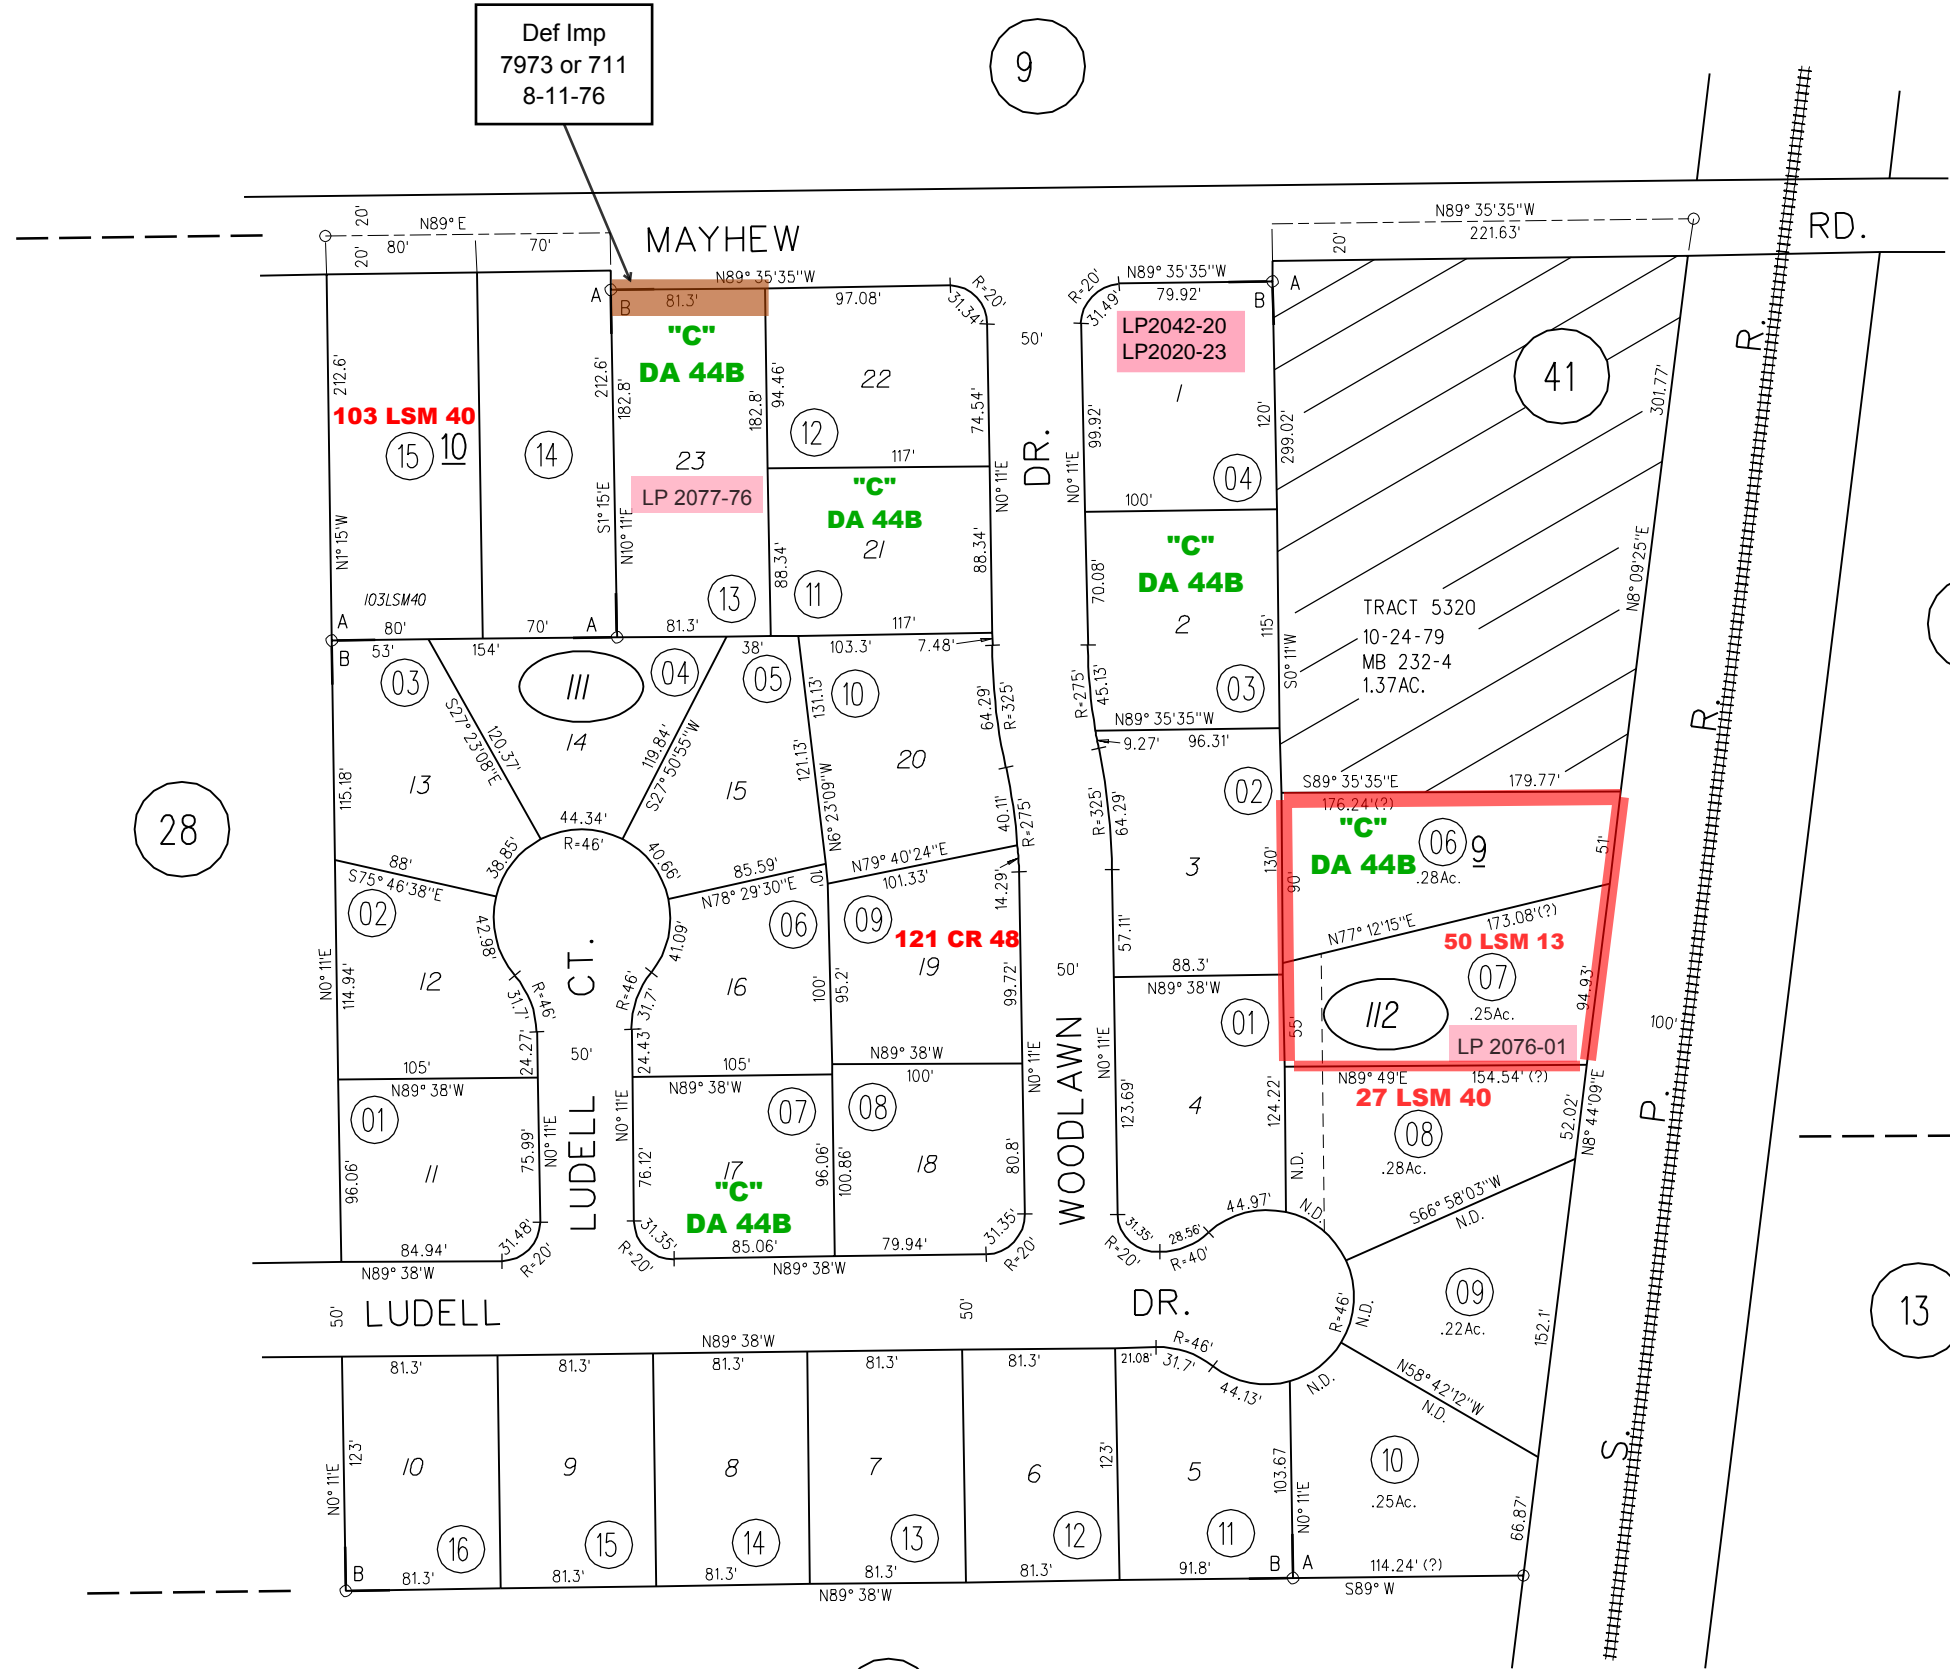 Def Imp
7973 or 711
8-11-76
9
MAYHEW
RD.
N89° E
80'
70'
20'
20'
N89° 35'35"W
221.63'
20'
N89° 35'35"W
81.3'
97.08'
R=20'
31.34'
50'
R=20'
31.49'
N89° 35'35"W
79.92'
A
B
A
B
LP2042-20
LP2020-23
1
"C"
DA 44B
212.6'
103 LSM 40
15
10
14
212.6'
182.8'
23
LP 2077-76
182.8'
94.46'
22
12
74.54'
117'
N0° 11'E
DR.
N0° 11'E
99.92'
04
120'
299.02'
100'
41
301.77'
R.
"C"
DA 44B
21
11
88.34'
88.34'
117'
S1° 15'E
N10° 11'E
N1° 15'W
103LSM40
13
"C"
DA 44B
2
70.08'
115'
S0° 11'W
03
N8° 09'25"E
TRACT 5320
10-24-79
MB 232-4
1.37AC.
A
B
A
80'
70'
81.3'
53'
154'
38'
103.3'
7.48'
03
111
04
05
10
131.13'
64.29'
R=325'
R=275'
45.13'
N89° 35'35"W
9.27'
96.31'
R.
S27° 23'08"E
120.37'
14
119.84'
S27° 50'55"W
121.13'
N6° 23'09"W
20
13
115.18'
15
40.11'
R=275'
R=325'
64.29'
02
S89° 35'35"E
179.77'
176.24'(?)
28
44.34'
R=46'
38.85'
40.66'
85.59'
N78° 29'30"E
10'
N79° 40'24"E
101.33'
14.29'
3
130'
90'
"C"
DA 44B
06
9
.28Ac.
51'
88'
S75° 46'38"E
02
42.98'
41.09'
06
09
121 CR 48
19
57.11'
N77° 12'15"E
173.08'(?)
50 LSM 13
07
.25Ac.
94.93'
N0° 11'E
114.94'
12
31.7'
R=46'
CT.
R=46'
31.7'
16
100'
95.2'
99.72'
50'
88.3'
N89° 38'W
01
55'
112
LP 2076-01
100'
24.27'
50'
24.43'
105'
N89° 38'W
105'
N89° 38'W
N89° 38'W
100'
N0° 11'E
WOODLAWN
N0° 11'E
N89° 49'E
154.54' (?)
27 LSM 40
08
.28Ac.
52.02'
N8° 44'09"E
P.
01
11
96.06'
75.99'
N0° 11'E
LUDELL
N0° 11'E
76.12'
07
17
"C"
DA 44B
96.06'
100.86'
08
18
80.8'
123.69'
4
124.22'
N.D.
S66° 58'03"W
N.D.
84.94'
N89° 38'W
31.48'
R=20'
31.35'
R=20'
85.06'
N89° 38'W
79.94'
31.35'
R=20'
31.35'
R=20'
28.56'
R=40'
44.97'
N.D.
50'
LUDELL
50'
DR.
R=46'
N.D.
09
.22Ac.
152.1'
13
N89° 38'W
81.3'
81.3'
81.3'
81.3'
81.3'
21.08'
R=46'
31.7'
44.13'
N.D.
N58° 42'12"W
N.D.
N0° 11'E
123'
10
9
8
7
6
123'
5
103.67
N0° 11'E
10
.25Ac.
S.
66.87'
16
15
14
13
12
11
B
81.3'
81.3'
81.3'
81.3'
81.3'
91.8'
B
A
114.24' (?)
N89° 38'W
S89° W